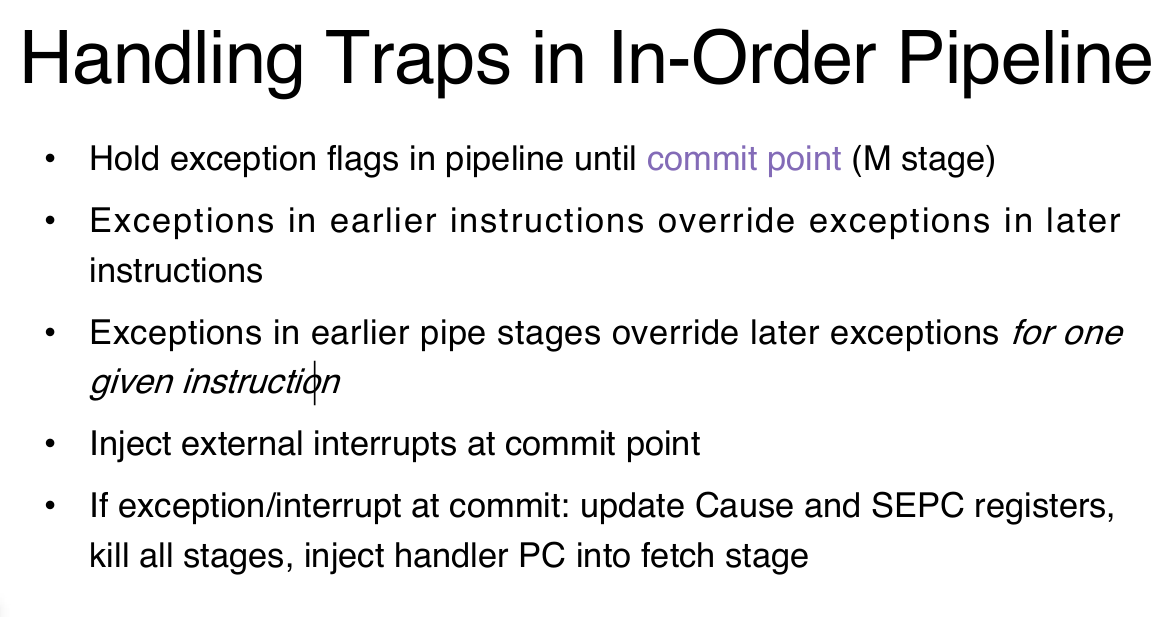 Handling Traps in In-Order Pipeline
• Hold exception flags in pipeline until commit point (M stage)
• Exceptions in earlier instructions override exceptions in later
instructions
• Exceptions in earlier pipe stages override later exceptions for one
given instruction
• Inject external interrupts at commit point
• If exception/interrupt at commit: update Cause and SEPC registers,
kill all stages, inject handler PC into fetch stage